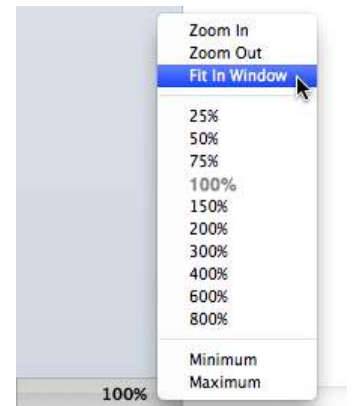 Zoom In
Zoom Out
Fit In Window
25%
50%
75%
100%
150%
200%
300%
400%
600%
800%
Minimum
Maximum
100%